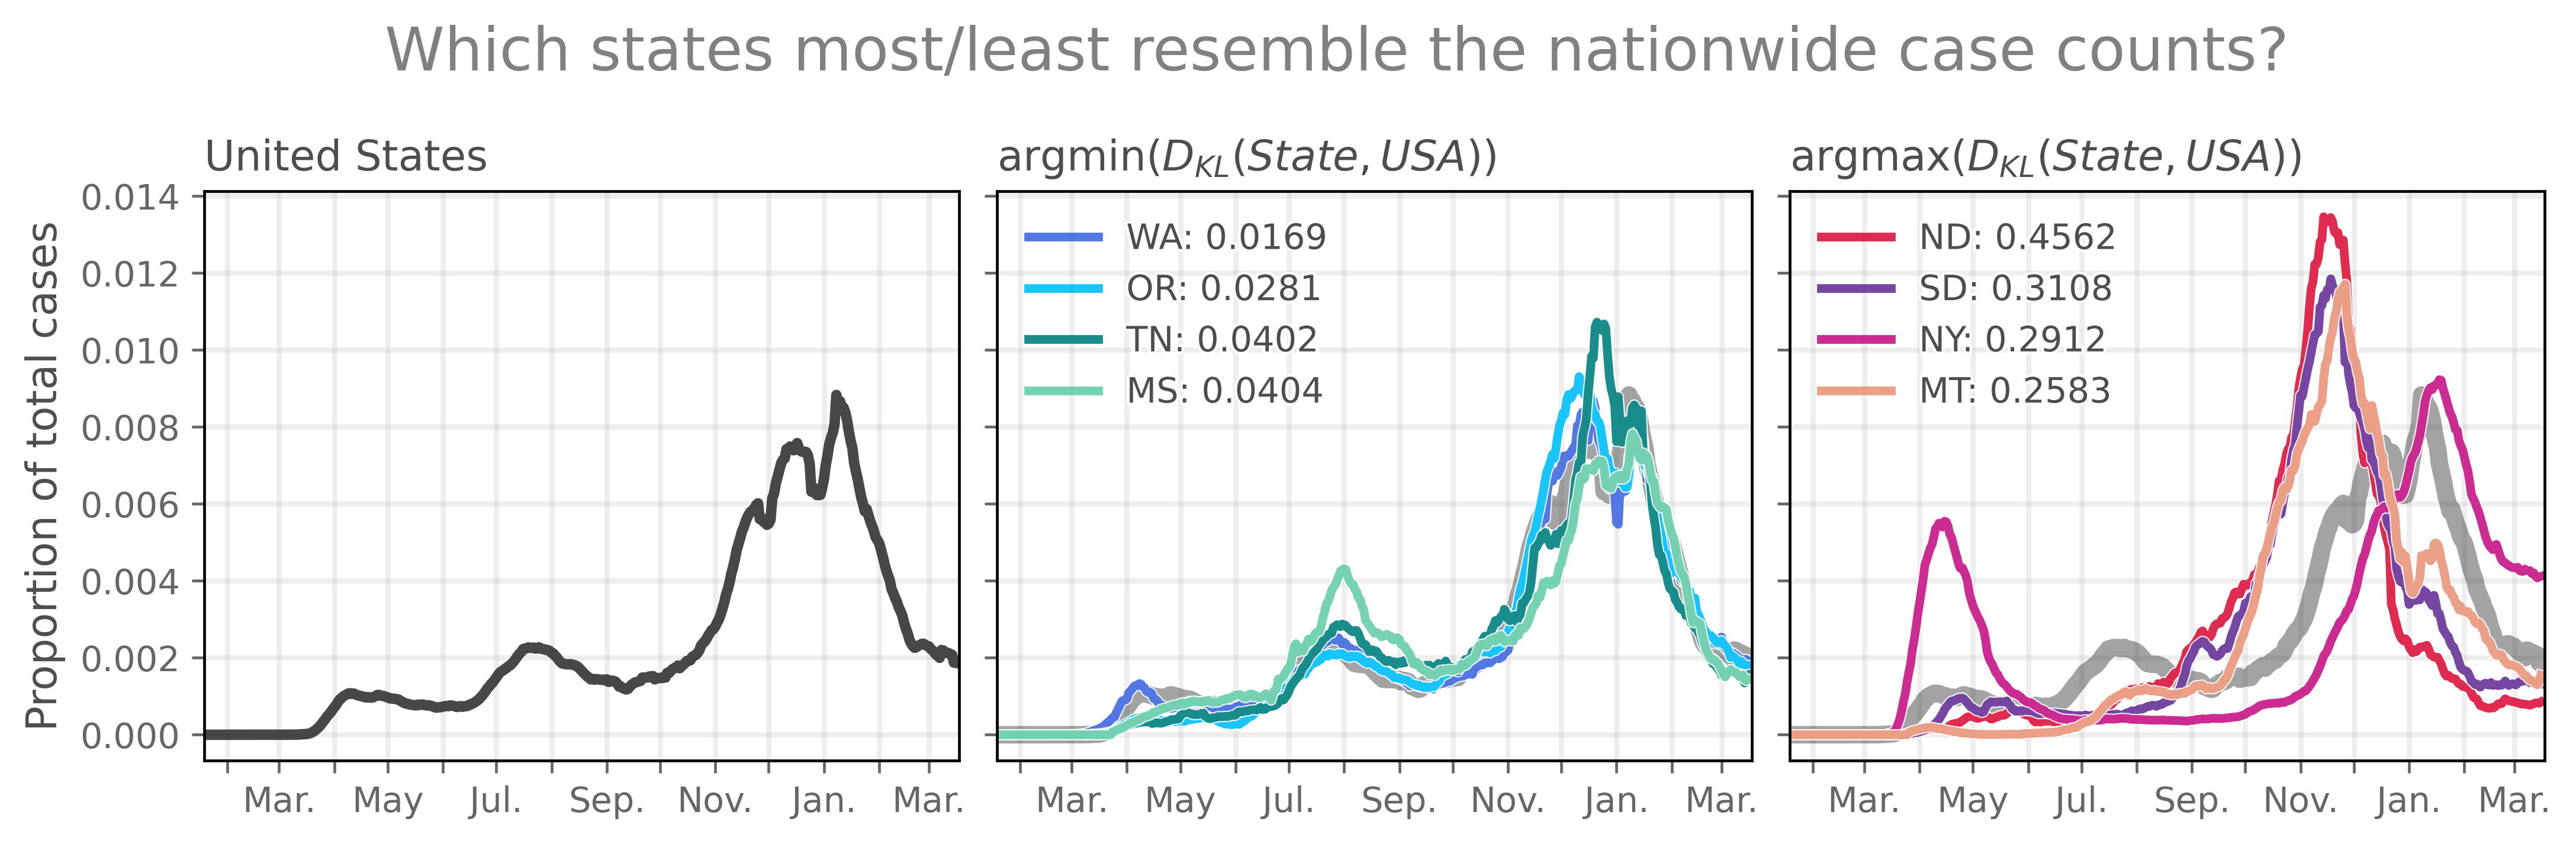 Which states most/least resemble the nationwide case counts?
United States
argmin(D_KL(State, USA))
argmax(D_KL(State, USA))
Proportion of total cases
0.014
0.012
0.010
0.008
0.006
0.004
0.002
0.000
WA: 0.0169
OR: 0.0281
TN: 0.0402
MS: 0.0404
ND: 0.4562
SD: 0.3108
NY: 0.2912
MT: 0.2583
Mar. May Jul. Sep. Nov. Jan. Mar.
Mar. May Jul. Sep. Nov. Jan. Mar.
Mar. May Jul. Sep. Nov. Jan. Mar.